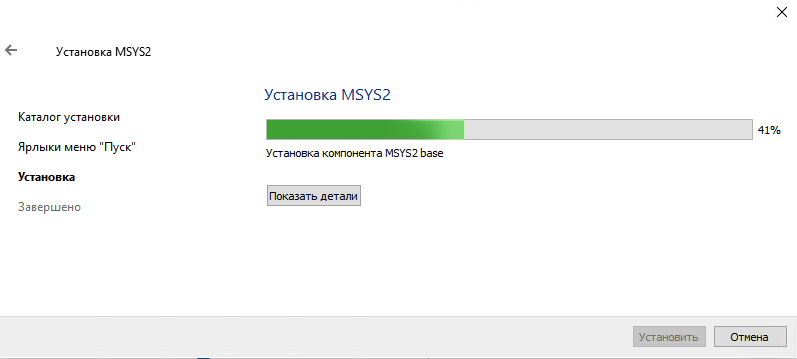 Установка MSYS2
Каталог установки
Ярлыки меню "Пуск"
Установка
Завершено
Установка MSYS2
41%
Установка компонента MSYS2 base
Показать детали
Установить
Отмена